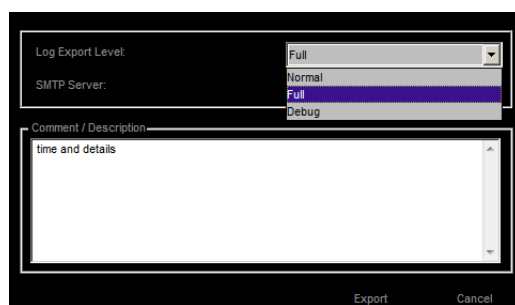 Log Export Level:
Full
Normal
SMTP Server:
Full
Debug
Comment / Description
time and details
Export
Cancel